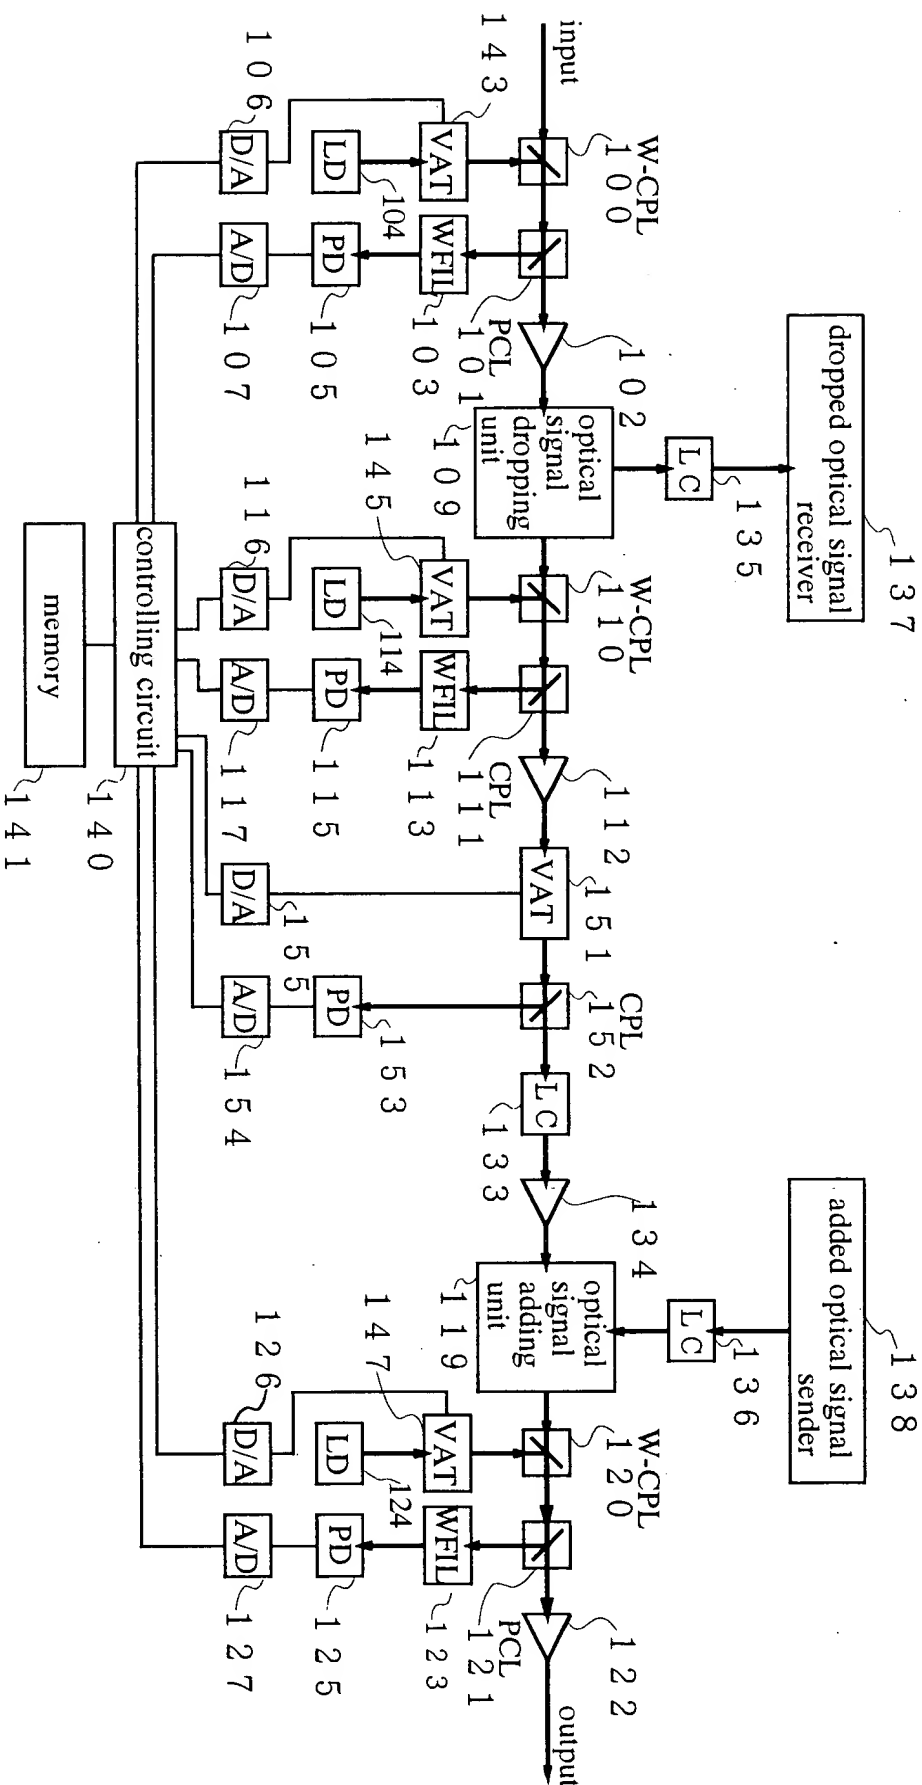 dropped optical signal
receiver
137
added optical signal
sender
138
LC
135
LC
136
input
W-CPL
100
PCL
101
102
optical
signal
dropping
unit
109
W-CPL
110
CPL
111
112
VAT
151
CPL
152
LC
133
134
optical
signal
adding
unit
119
W-CPL
120
PCL
121
122
output
143
VAT
WFIL
103
145
VAT
WFIL
113
147
VAT
WFIL
123
LD
104
PD
105
LD
114
PD
115
PD
153
LD
124
PD
125
106
D/A
A/D
107
116
D/A
A/D
117
D/A
155
A/D
154
126
D/A
A/D
127
controlling circuit
140
memory
141